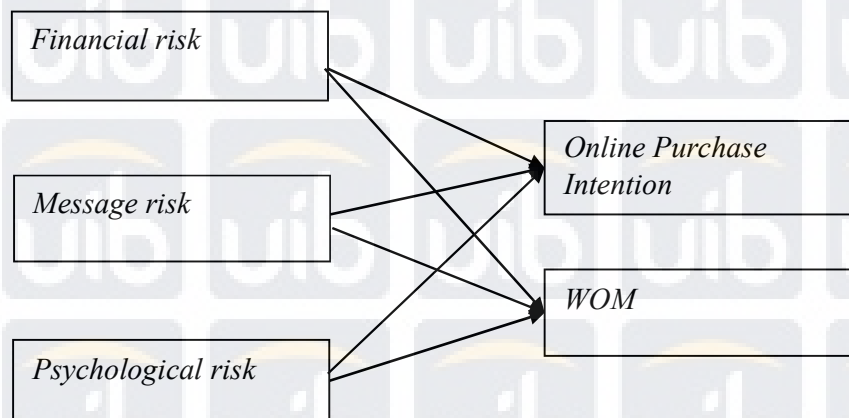 Financial risk
Online Purchase
Intention
Message risk
WOM
Psychological risk